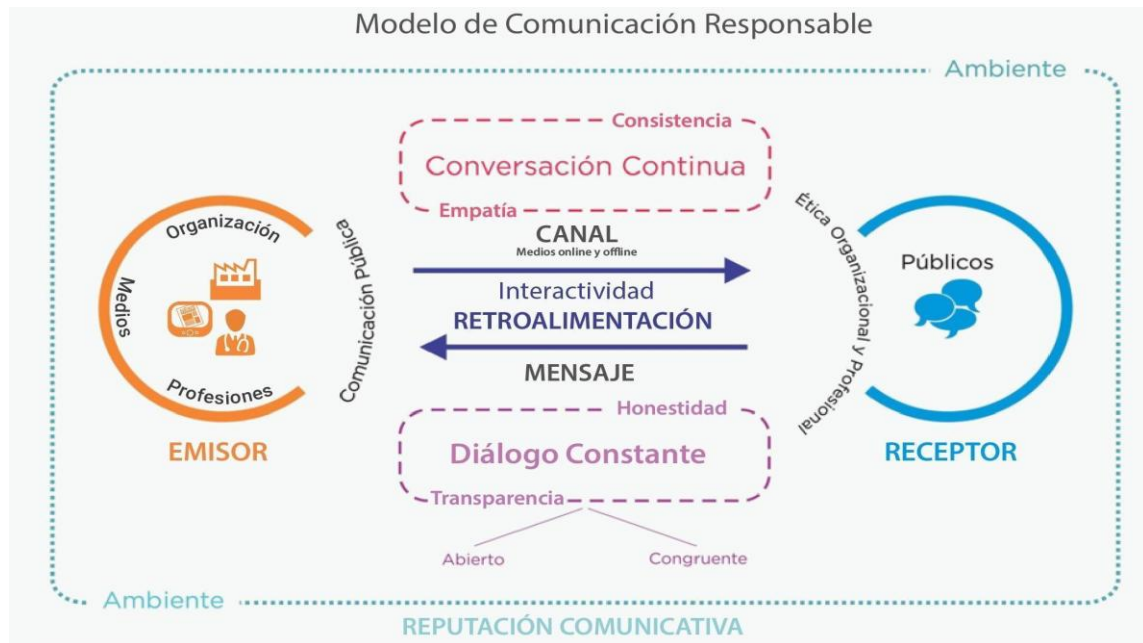 Modelo de Comunicación Responsable
Ambiente
Consistencia
Conversación Continua
Empatía
Organización
Medios
Profesiones
EMISOR
Comunicación Pública
CANAL
Medios online y offline
Interactividad
RETROALIMENTACIÓN
MENSAJE
Ética Organizacional y Profesional
Públicos
RECEPTOR
Honestidad
Diálogo Constante
Transparencia
Abierto
Congruente
Ambiente
REPUTACIÓN COMUNICATIVA